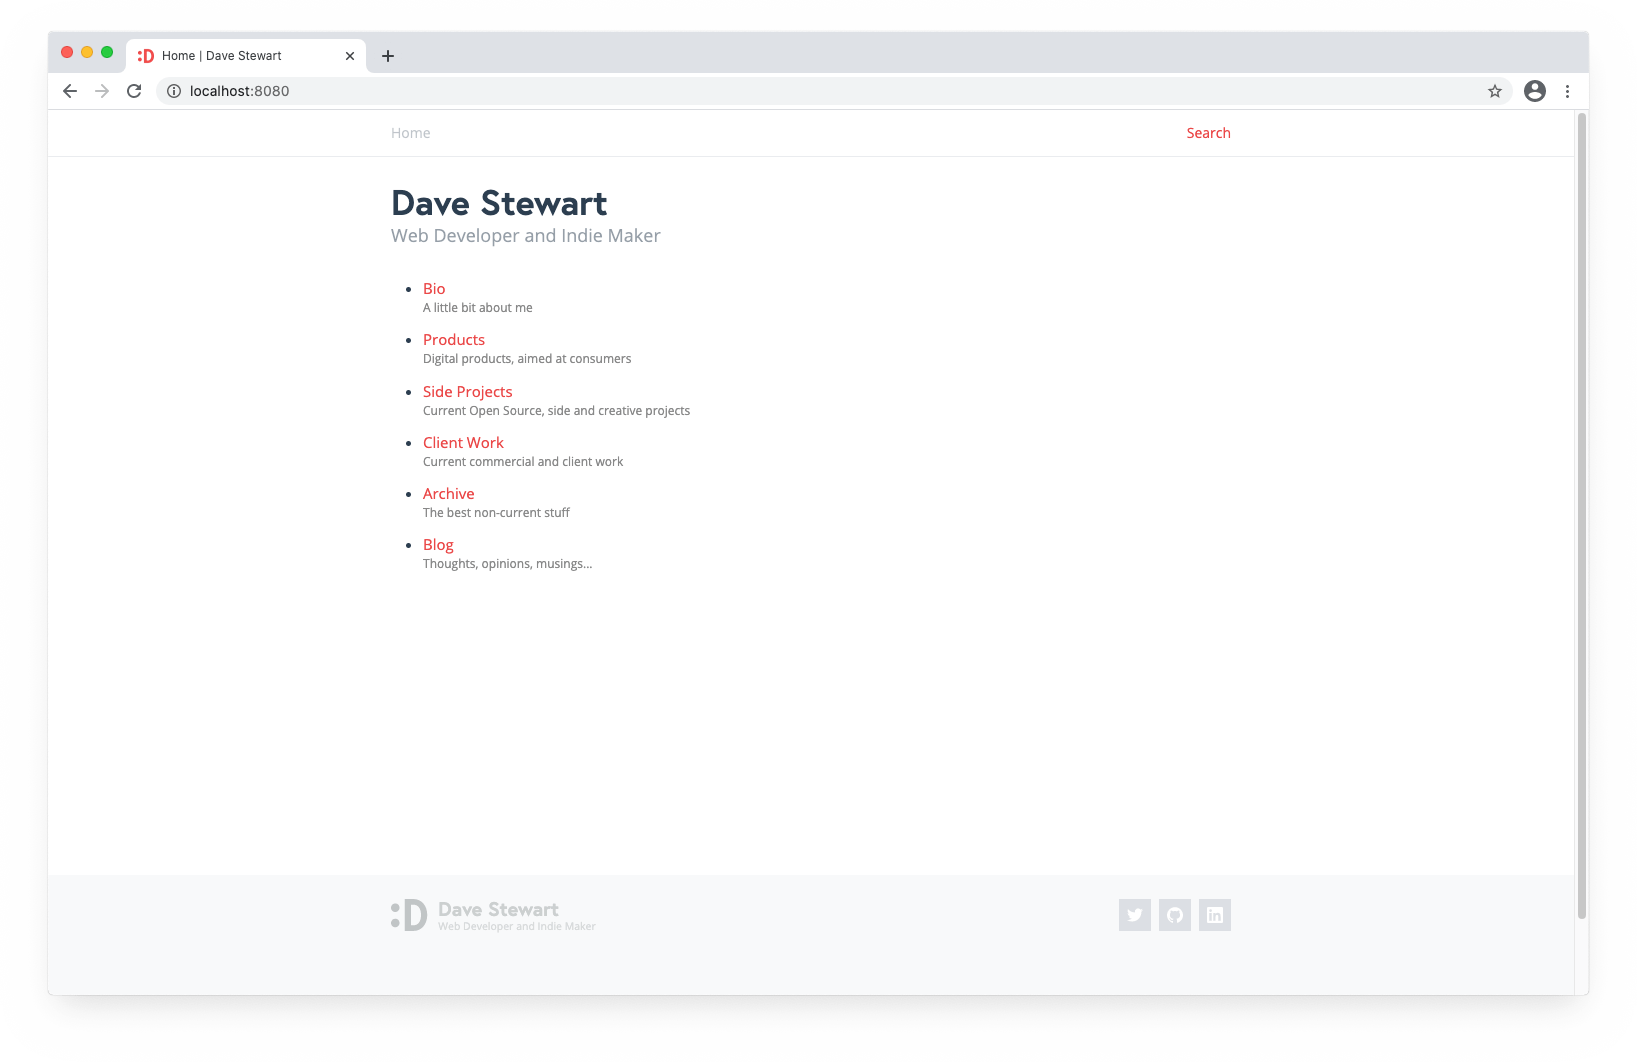 :D Home | Dave Stewart
localhost:8080
Home Search
Dave Stewart
Web Developer and Indie Maker
Bio
A little bit about me
Products
Digital products, aimed at consumers
Side Projects
Current Open Source, side and creative projects
Client Work
Current commercial and client work
Archive
The best non-current stuff
Blog
Thoughts, opinions, musings...
:D Dave Stewart
Web Developer and Indie Maker
in